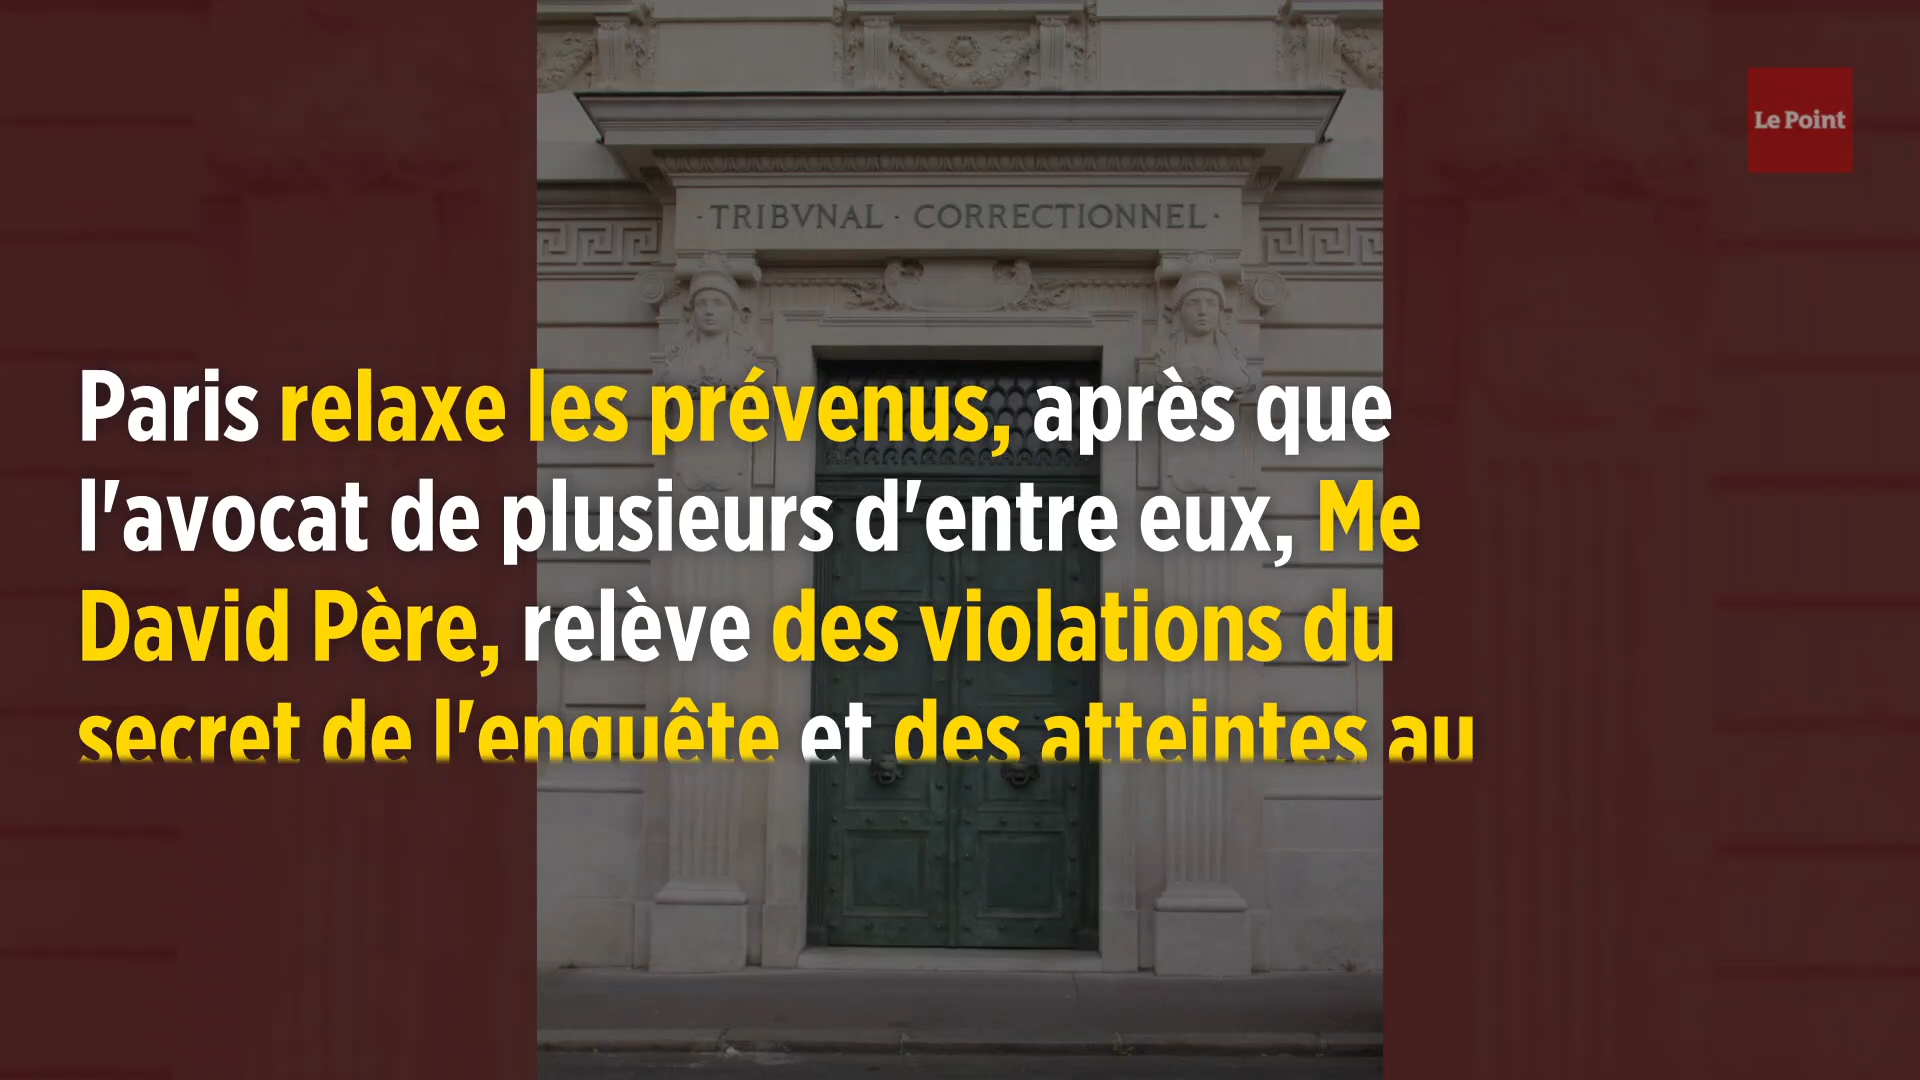 Le Point
· TRIBVNAL · CORRECTIONNEL ·
Paris relaxe les prévenus, après que
l'avocat de plusieurs d'entre eux, Me
David Père, relève des violations du
secret de l'enquête et des atteintes au